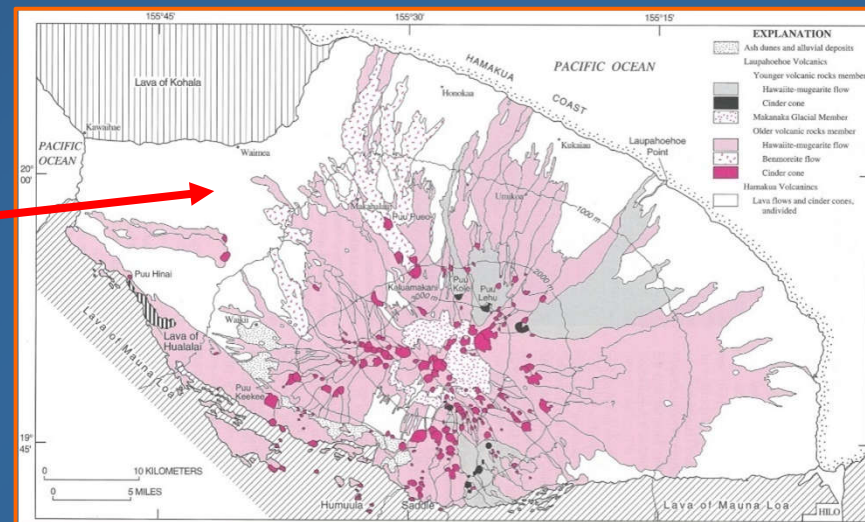 155°45'
155°30'
155°15'
EXPLANATION
Ash dunes and alluvial deposits
Laupahoehoe Volcanics
Younger volcanic rocks member
Hawaiite-mugearite flow
Cinder cone
Makanaka Glacial Member
Older volcanic rocks member
Hawaiite-mugearite flow
Benmoreite flow
Cinder cone
Hamakua Volcanics
Lava flows and cinder cones,
undivided
PACIFIC OCEAN
HAMAKUA
COAST
Lava of Kohala
Honokaa
Kawaihae
Waimea
Kukaiau
Laupahoehoe
Point
PACIFIC
OCEAN
20°
00'
Umikoa
1000 m
2000 m
3000 m
Puu Hinai
Kaluamakani
Puu
Kole
Puu
Lehu
Waikii
Lava of
Hualalai
Lava of Mauna Loa
Puu
Keekee
19°
45'
?
0
10 KILOMETERS
0
5 MILES
Humuula
Saddle
Lava of Mauna Loa
HILO